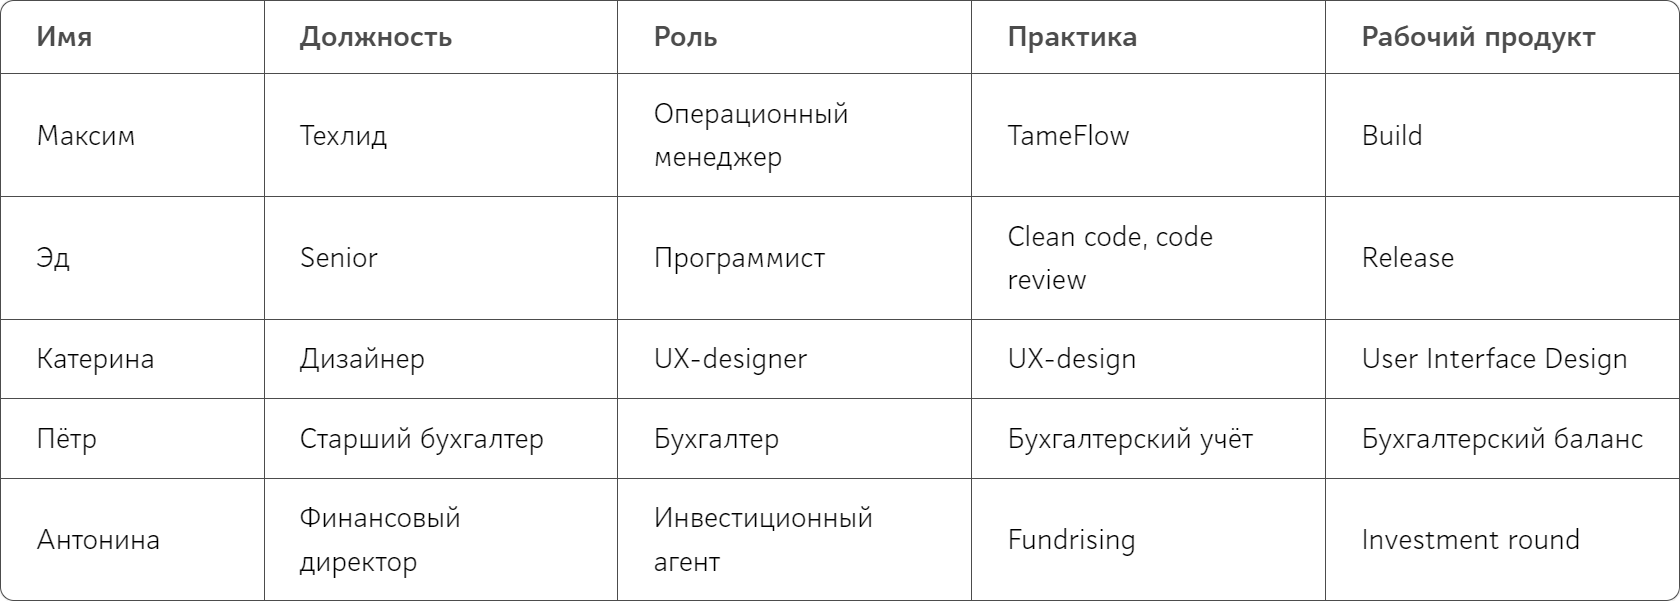 Имя Должность Роль Практика Рабочий продукт
Максим Техлид Операционный менеджер TameFlow Build
Эд Senior Программист Clean code, code review Release
Катерина Дизайнер UX-designer UX-design User Interface Design
Пётр Старший бухгалтер Бухгалтер Бухгалтерский учёт Бухгалтерский баланс
Антонина Финансовый директор Инвестиционный агент Fundrising Investment round